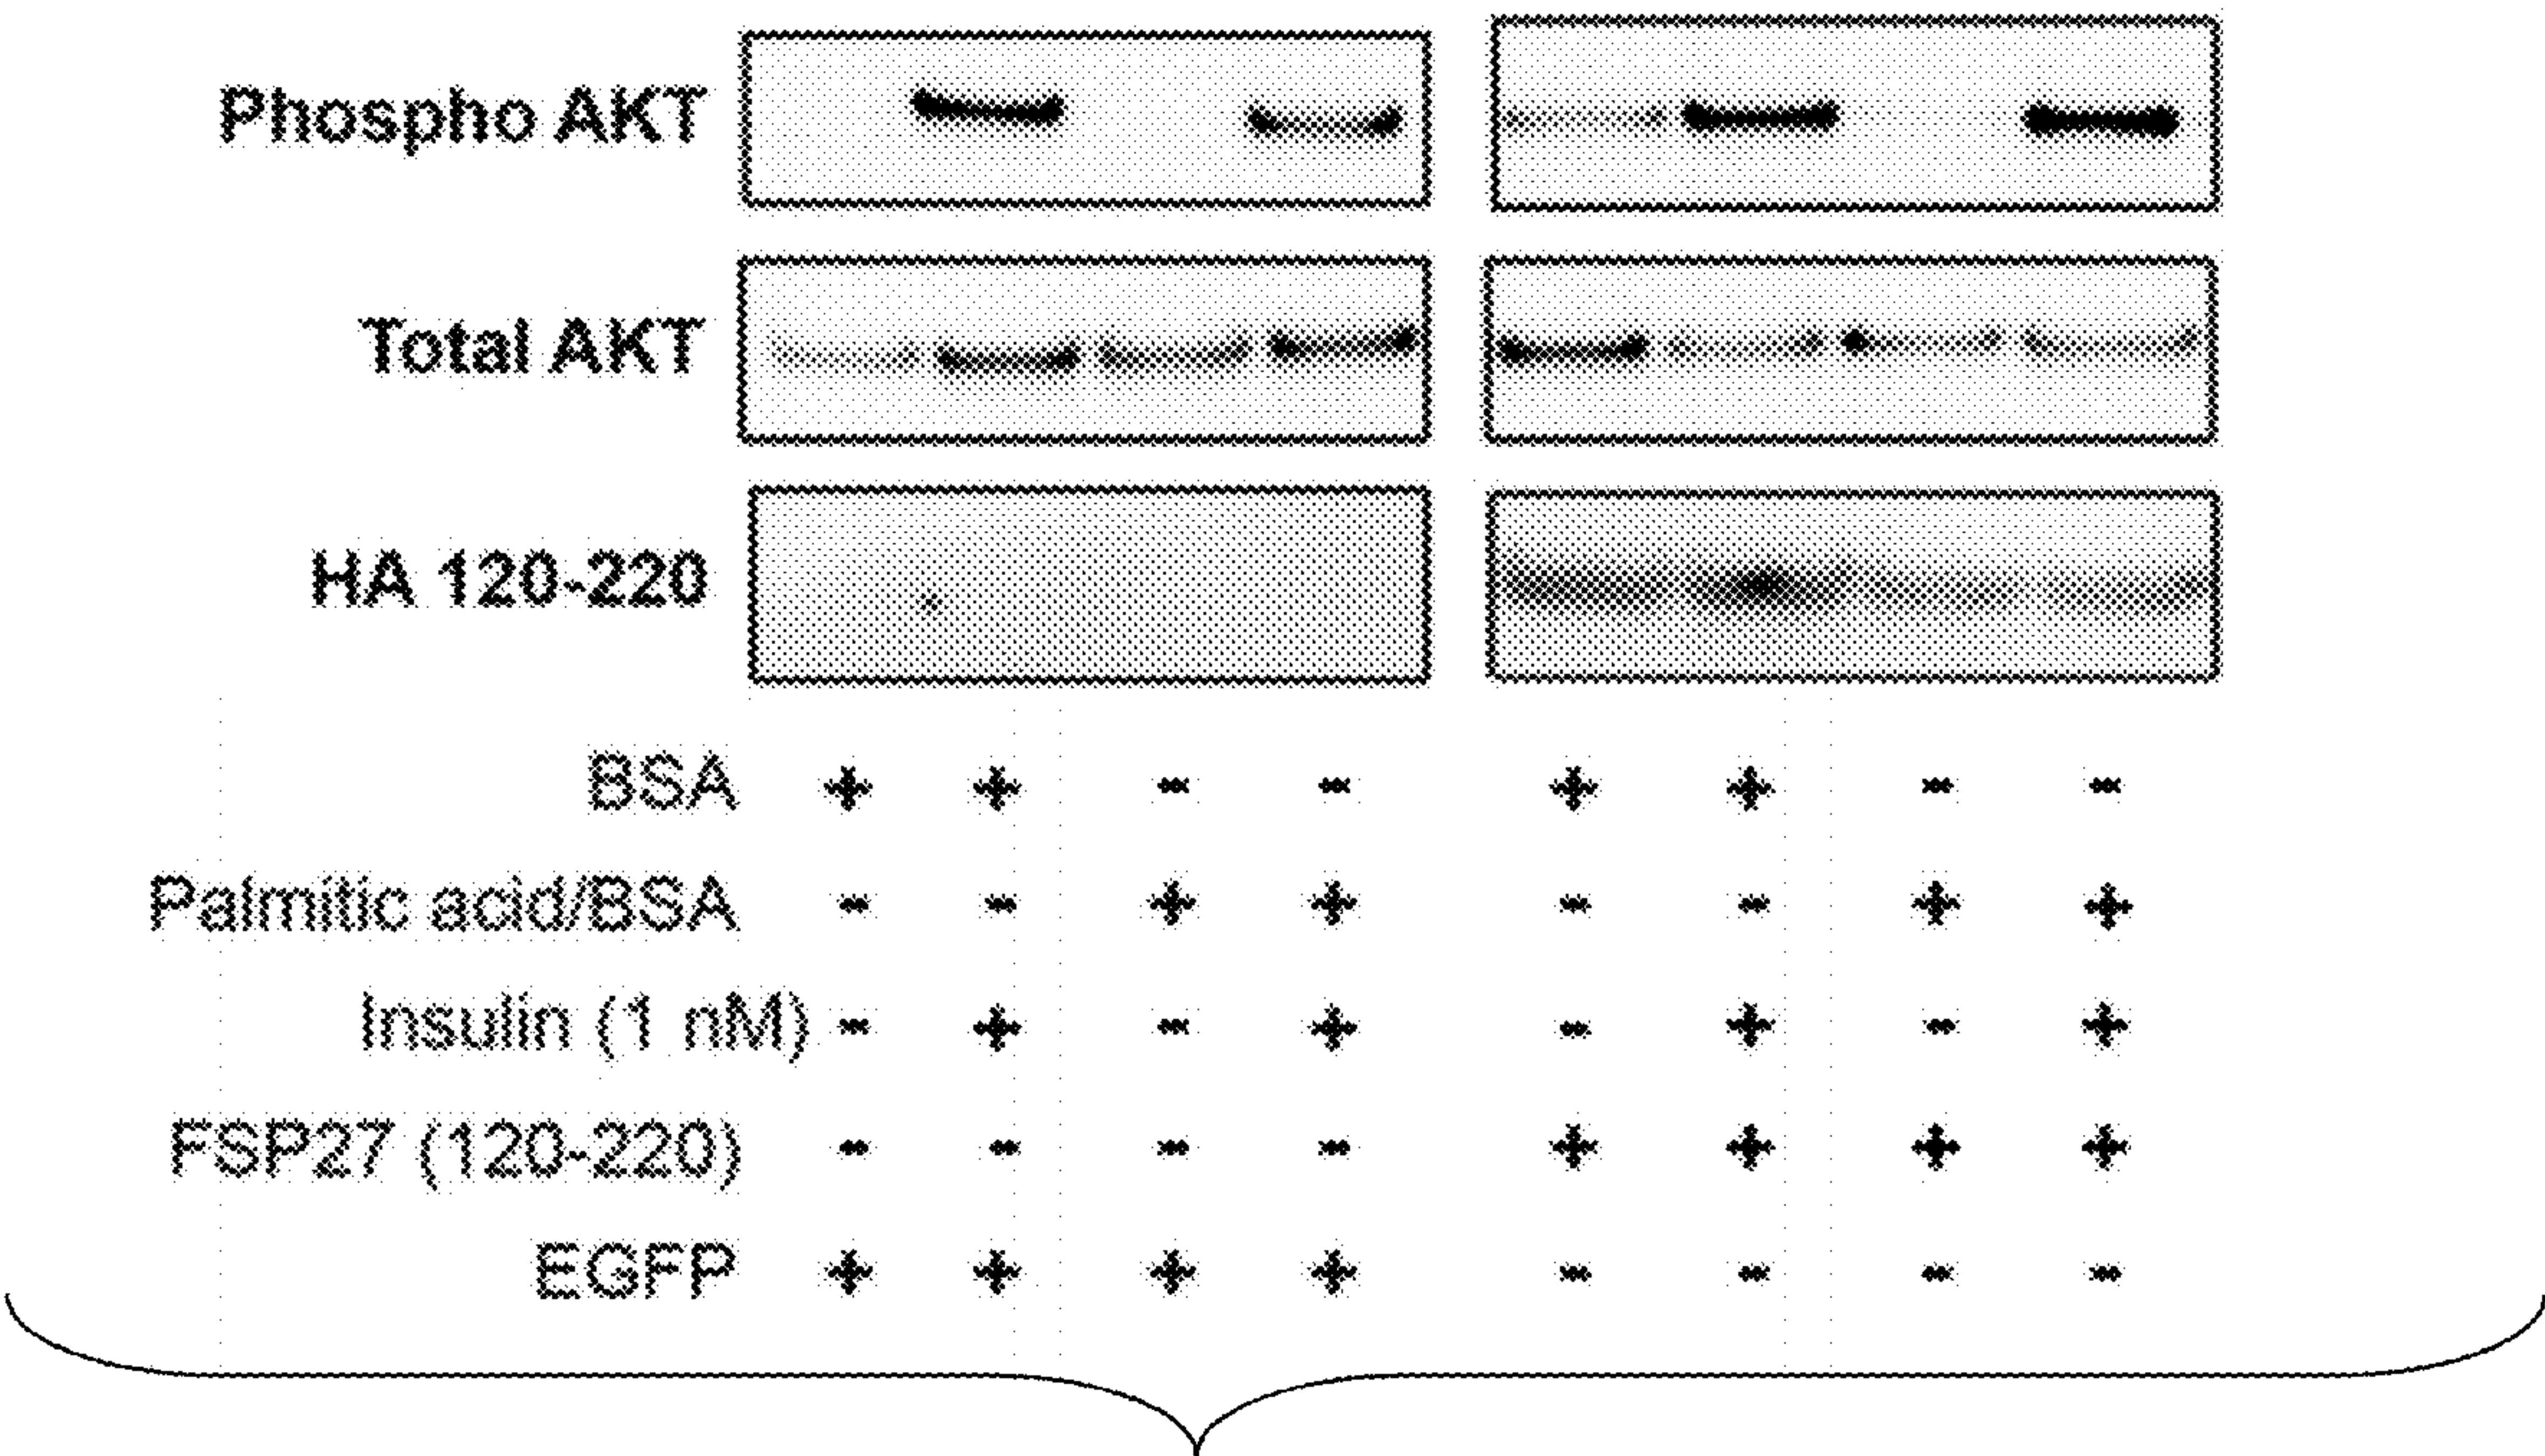 Phospho AKT
Total AKT
HA 120-220
BSA + + - - + + - -
Palmitic acid/BSA - - + + - - + +
Insulin (1 nM) - + - + - + - +
FSP27 (120-220) - - - - + + + +
EGFP + + + + - - - -